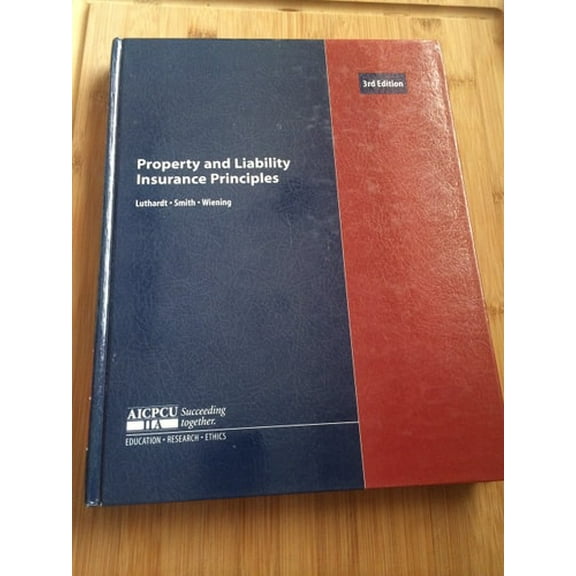 3rd Edition
Property and Liability
Insurance Principles
Luthardt • Smith • Wiening
AICPCU
IIA
Succeeding
together.
EDUCATION • RESEARCH • ETHICS